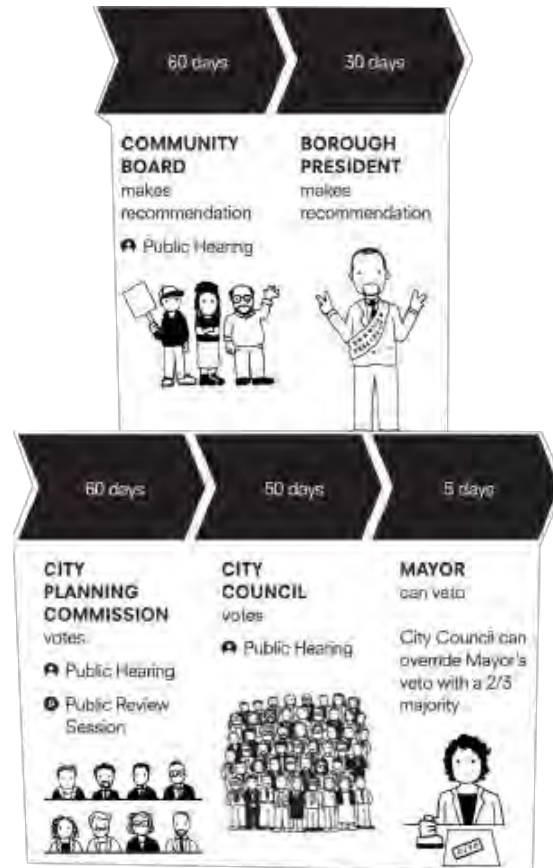 60 days
30 days
COMMUNITY
BOARD
makes
recommendation
Public Hearing
BOROUGH
PRESIDENT
makes
recommendation
60 days
50 days
5 days
CITY
PLANNING
COMMISSION
votes
Public Hearing
Public Review
Session
CITY
COUNCIL
votes
Public Hearing
MAYOR
can veto
City Council can
override Mayor's
veto with a 2/3
majority